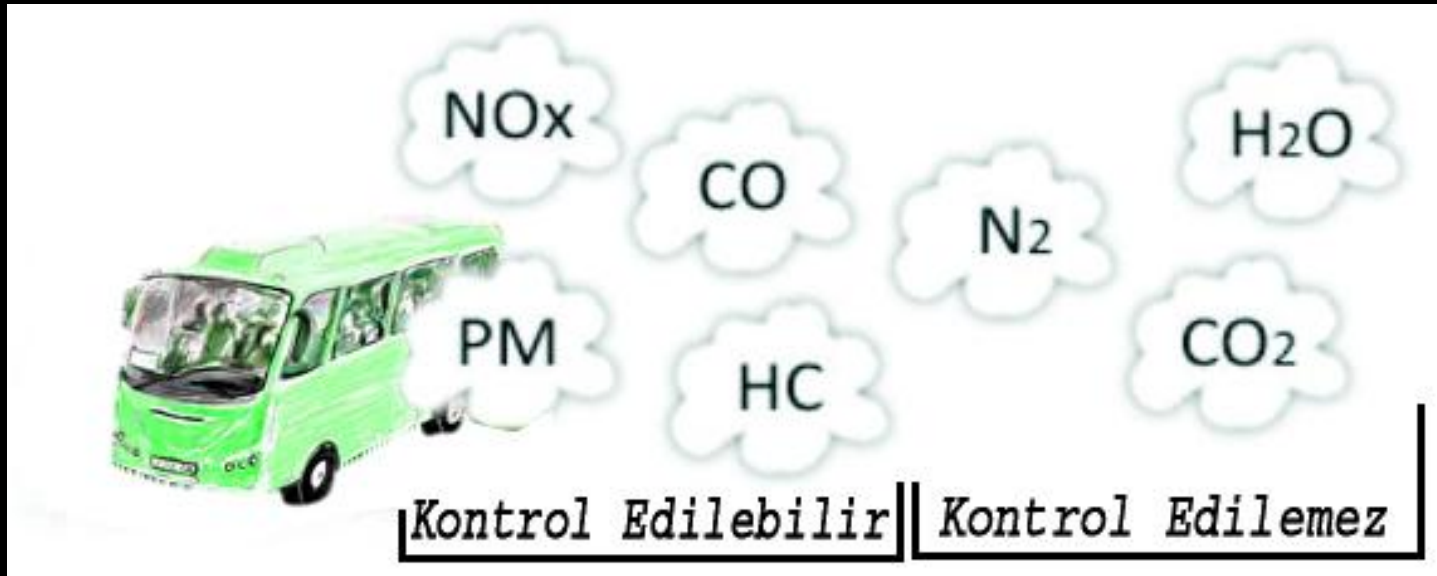 NOx
CO
N2
H2O
PM
HC
CO2
Kontrol Edilebilir
Kontrol Edilemez